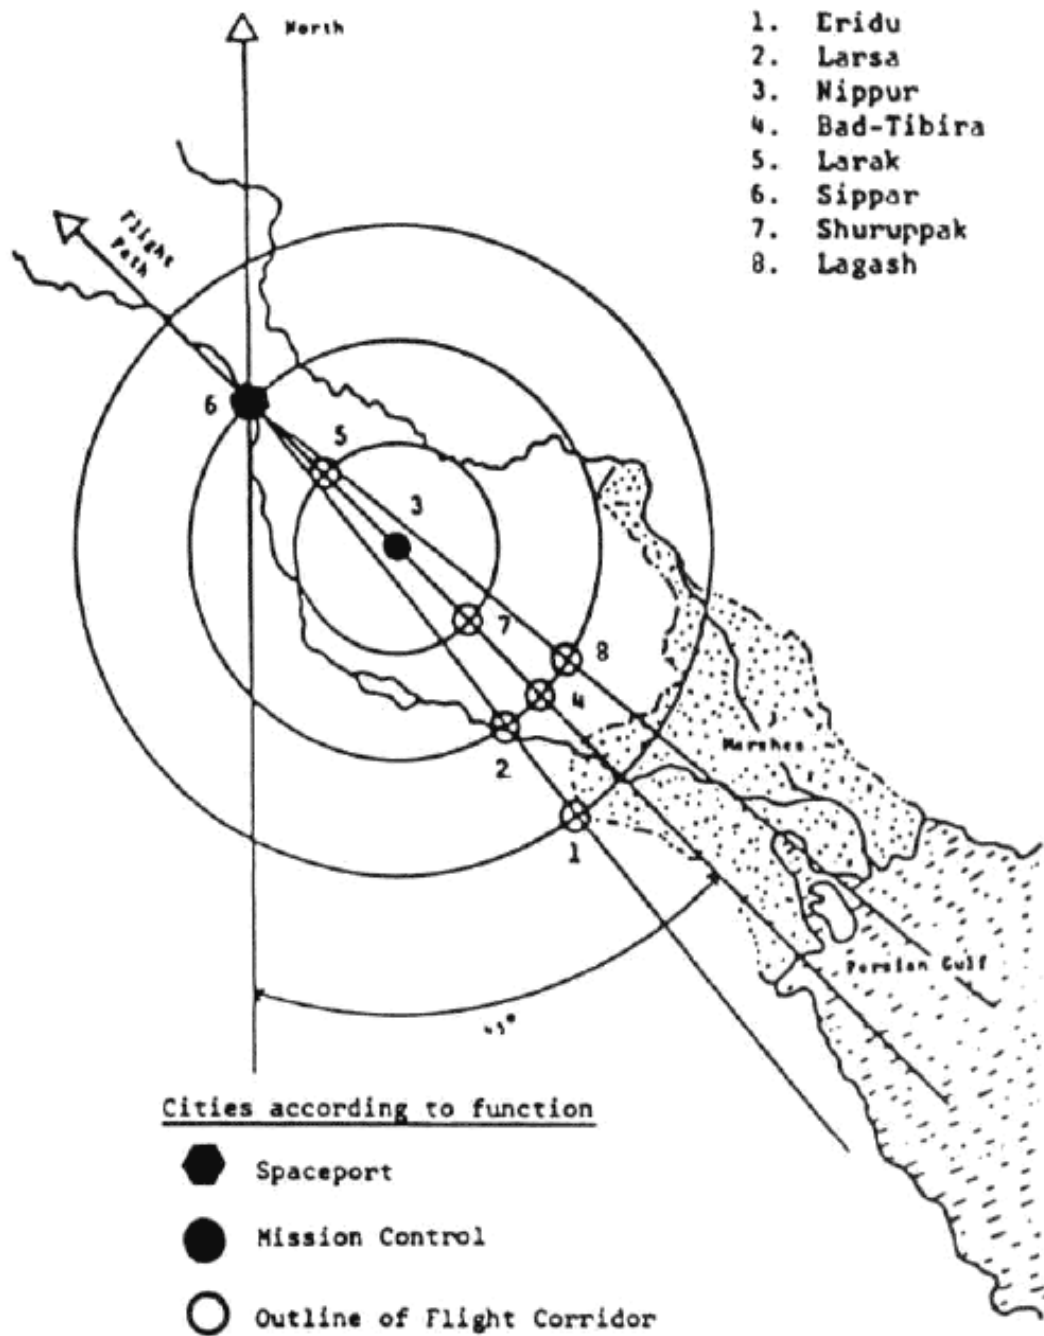 North
1. Eridu
2. Larsa
3. Nippur
4. Bad-Tibira
5. Larak
6. Sippar
7. Shuruppak
8. Lagash
Flight
Path
6
5
3
7
8
4
2
1
Marshes
Persian Gulf
45°
Cities according to function
Spaceport
Mission Control
Outline of Flight Corridor